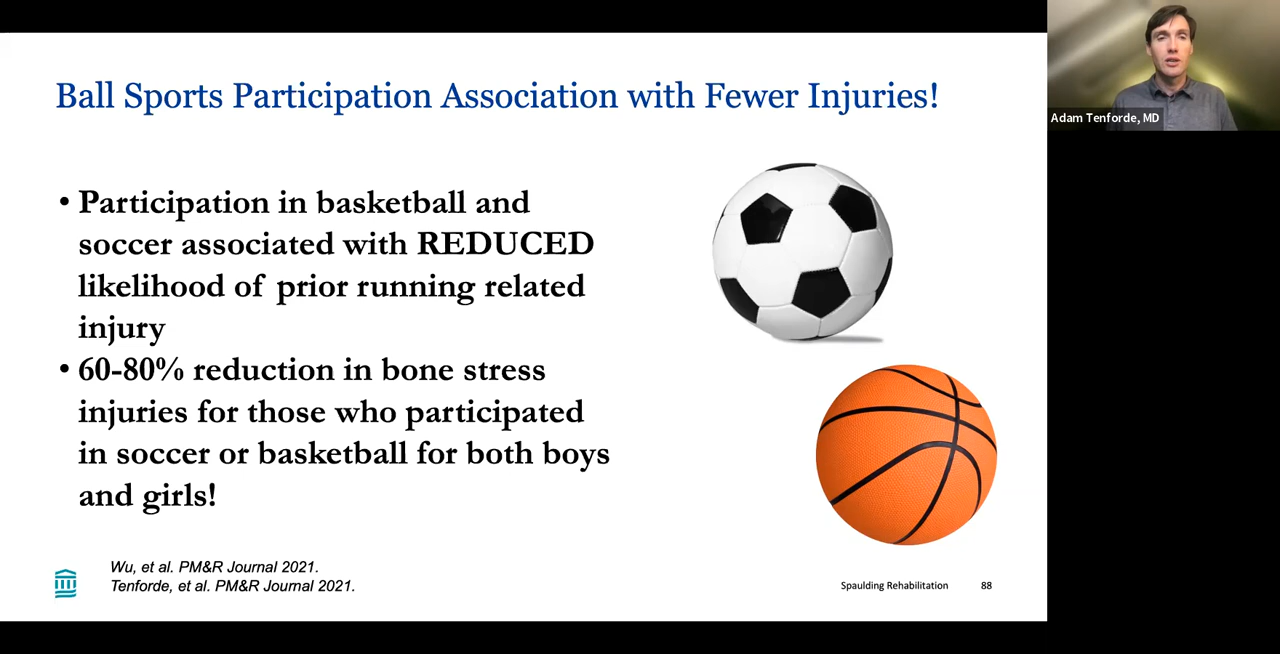 Ball Sports Participation Association with Fewer Injuries!
Adam Tenforde, MD
• Participation in basketball and
soccer associated with REDUCED
likelihood of prior running related
injury
• 60-80% reduction in bone stress
injuries for those who participated
in soccer or basketball for both boys
and girls!
Wu, et al. PM&R Journal 2021.
Tenforde, et al. PM&R Journal 2021.
Spaulding Rehabilitation 88